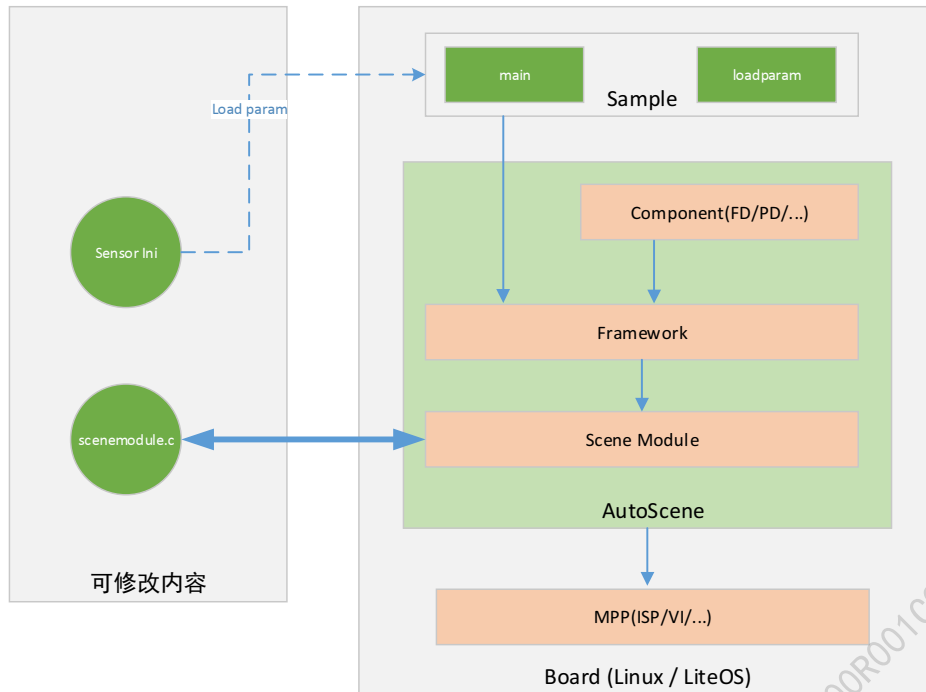 main
loadparam
Sample
Load param
Component(FD/PD/...)
Sensor Ini
Framework
scenemodule.c
Scene Module
AutoScene
可修改内容
MPP(ISP/VI/...)
Board (Linux / LiteOS)